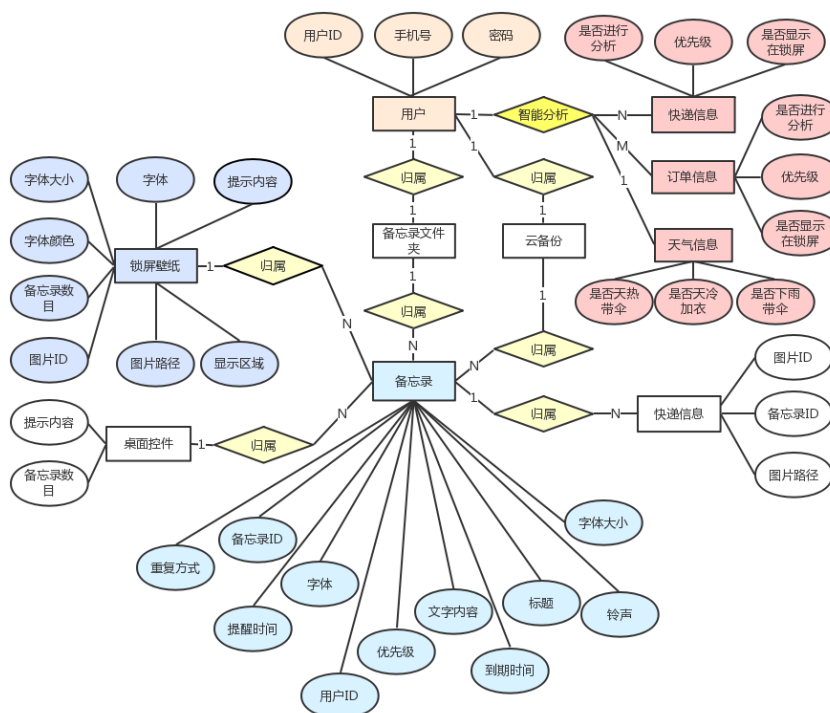 用户ID
手机号
密码
是否进行
分析
优先级
是否显示
在锁屏
用户
1
智能分析
N
快递信息
M
1
是否进行
分析
订单信息
优先级
是否显示
在锁屏
天气信息
是否天热
带伞
是否天冷
加衣
是否下雨
带伞
1
归属
1
备忘录文件
夹
归属
N
1
归属
1
云备份
1
归属
N
字体大小
字体
提示内容
字体颜色
锁屏壁纸
1
归属
N
备忘录数
目
图片ID
图片路径
显示区域
备忘录
提示内容
桌面控件
1
归属
N
备忘录数
目
1
归属
N
快递信息
图片ID
备忘录ID
图片路径
重复方式
备忘录ID
提醒时间
字体
用户ID
优先级
文字内容
到期时间
标题
铃声
字体大小